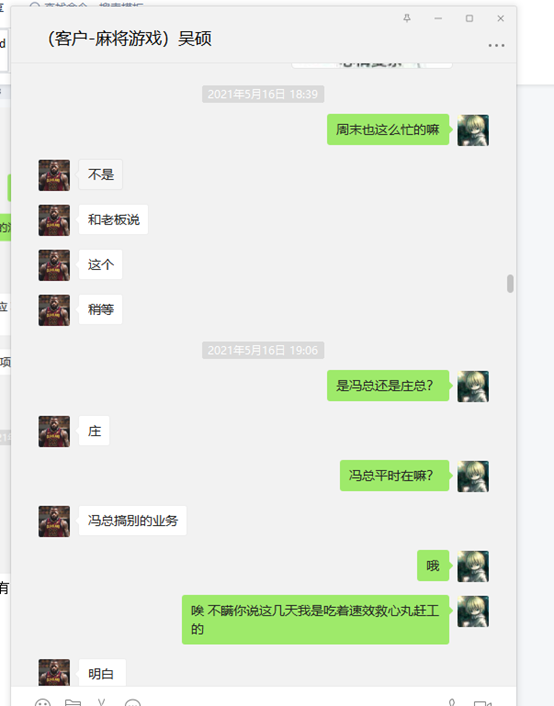 （客户-麻将游戏）吴硕
2021年5月16日 18:39
周末也这么忙的嘛
不是
和老板说
这个
稍等
2021年5月16日 19:06
是冯总还是庄总？
庄
冯总平时在嘛？
冯总搞别的业务
哦
唉 不瞒你说这几天我是吃着速效救心丸赶工
的
明白